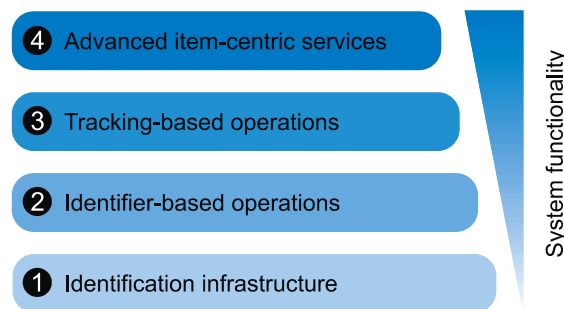 4 Advanced item-centric services
3 Tracking-based operations
2 Identifier-based operations
1 Identification infrastructure
System functionality